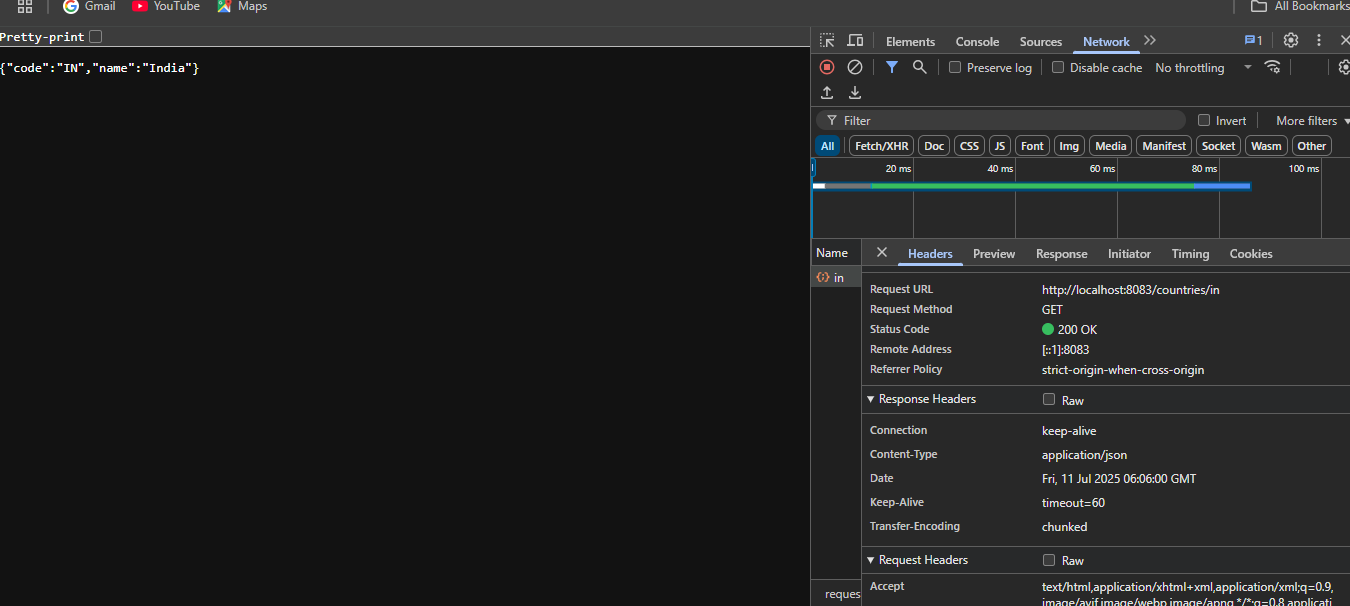 Gmail YouTube Maps All Bookmarks
Pretty-print
{"code":"IN","name":"India"}
Elements Console Sources Network 1
Preserve log Disable cache No throttling
Filter Invert More filters
All Fetch/XHR Doc CSS JS Font Img Media Manifest Socket Wasm Other
20 ms 40 ms 60 ms 80 ms 100 ms
Name Headers Preview Response Initiator Timing Cookies
in
Request URL http://localhost:8083/countries/in
Request Method GET
Status Code 200 OK
Remote Address [::1]:8083
Referrer Policy strict-origin-when-cross-origin
Response Headers Raw
Connection keep-alive
Content-Type application/json
Date Fri, 11 Jul 2025 06:06:00 GMT
Keep-Alive timeout=60
Transfer-Encoding chunked
Request Headers Raw
Accept text/html,application/xhtml+xml,application/xml;q=0.9,
image/avif,image/webp,image/apng,*/*;q=0.8,applicati
reques